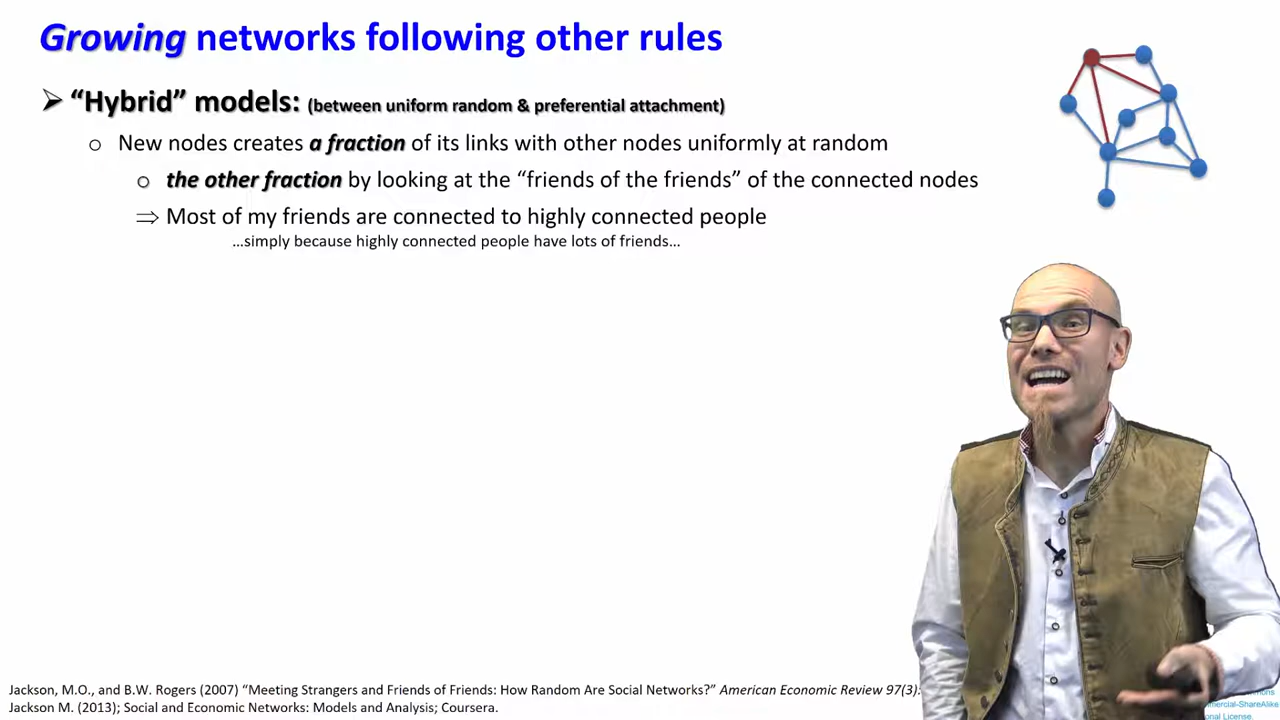 Growing networks following other rules
➢ “Hybrid” models: (between uniform random & preferential attachment)
o New nodes creates a fraction of its links with other nodes uniformly at random
o the other fraction by looking at the “friends of the friends” of the connected nodes
⇒ Most of my friends are connected to highly connected people
…simply because highly connected people have lots of friends…
Jackson, M.O., and B.W. Rogers (2007) “Meeting Strangers and Friends of Friends: How Random Are Social Networks?” American Economic Review 97(3):
Jackson M. (2013); Social and Economic Networks: Models and Analysis; Coursera.
License.